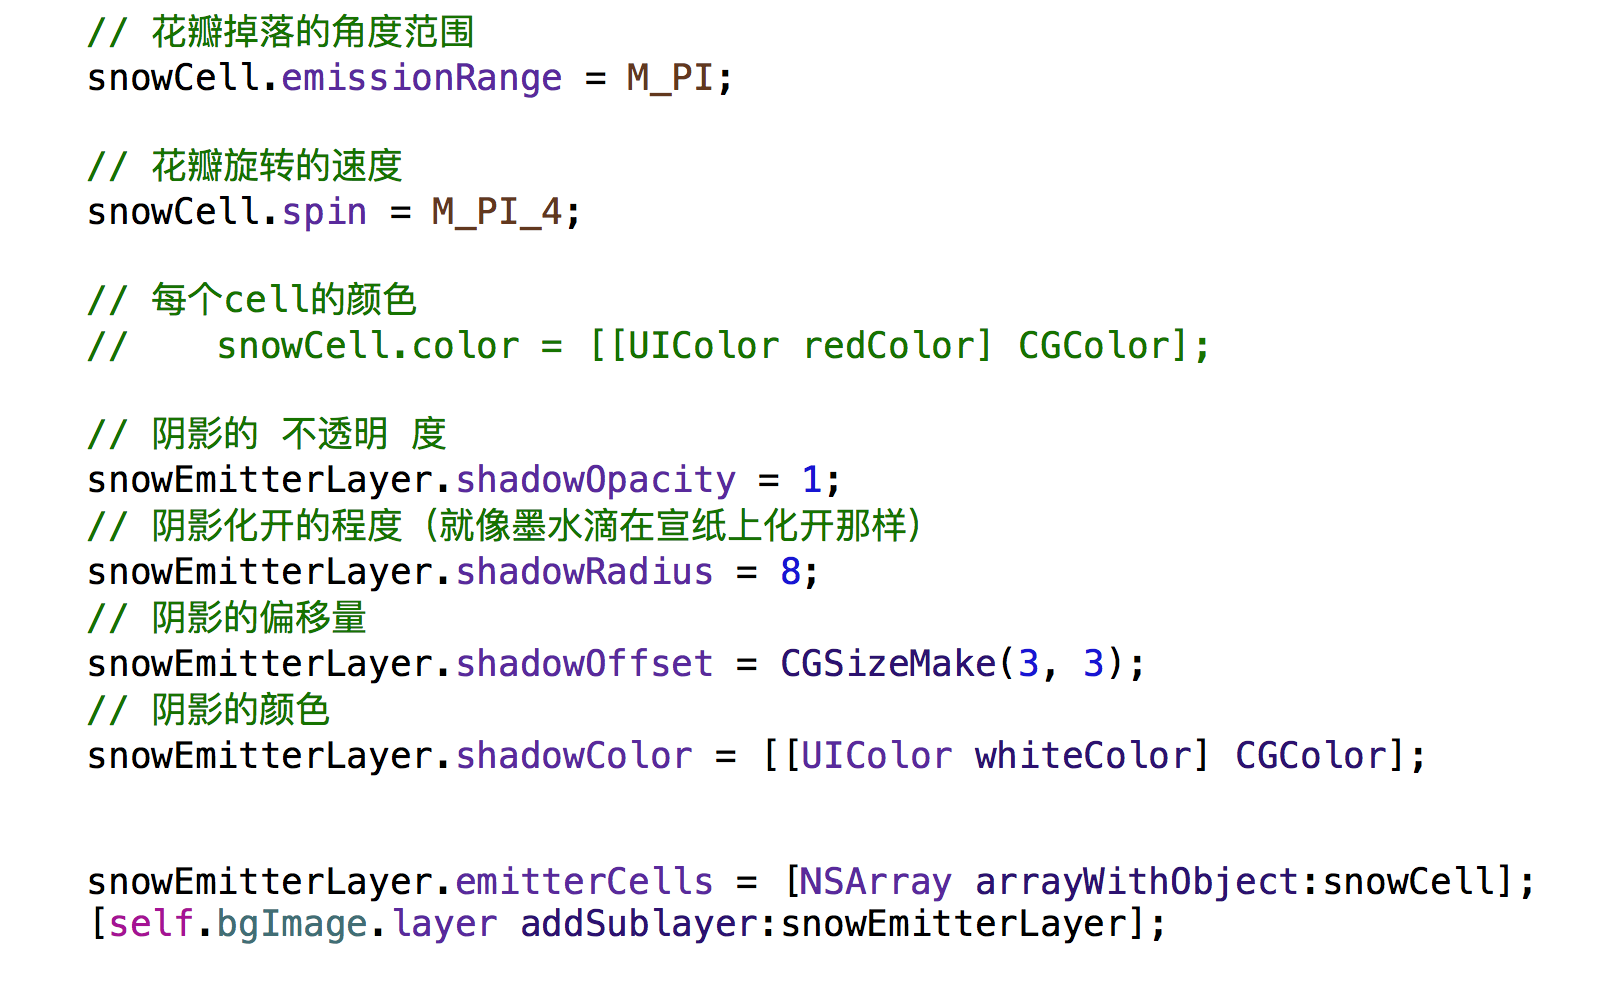 // 花瓣掉落的角度范围
snowCell.emissionRange = M_PI;
// 花瓣旋转的速度
snowCell.spin = M_PI_4;
// 每个cell的颜色
//    snowCell.color = [[UIColor redColor] CGColor];
// 阴影的 不透明 度
snowEmitterLayer.shadowOpacity = 1;
// 阴影化开的程度（就像墨水滴在宣纸上化开那样）
snowEmitterLayer.shadowRadius = 8;
// 阴影的偏移量
snowEmitterLayer.shadowOffset = CGSizeMake(3, 3);
// 阴影的颜色
snowEmitterLayer.shadowColor = [[UIColor whiteColor] CGColor];
snowEmitterLayer.emitterCells = [NSArray arrayWithObject:snowCell];
[self.bgImage.layer addSublayer:snowEmitterLayer];